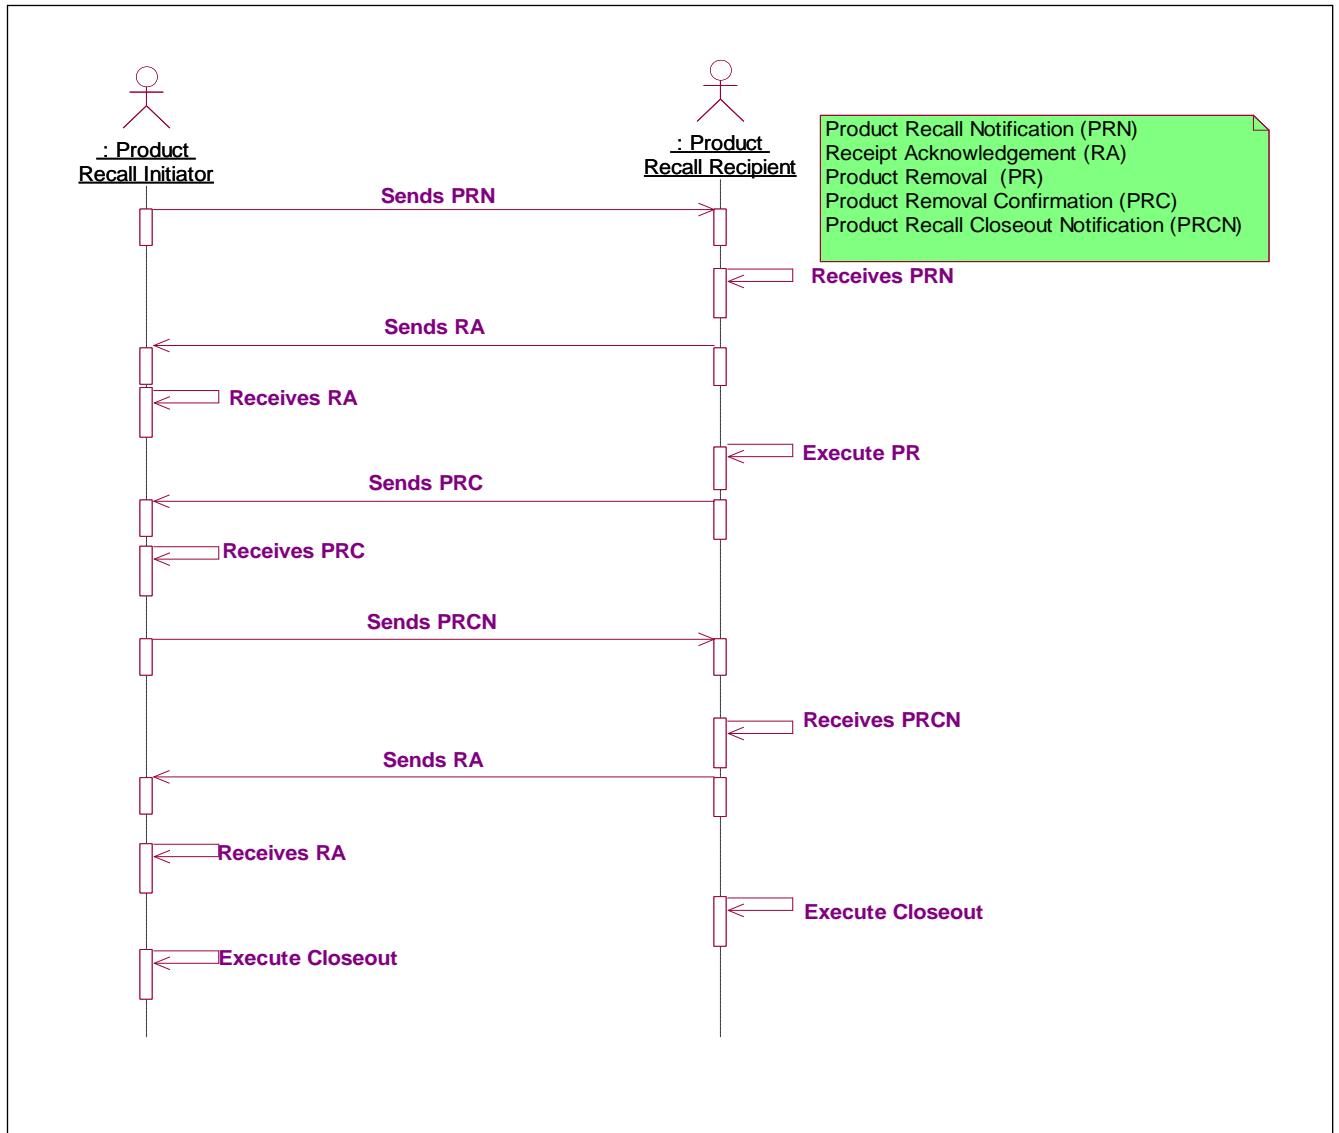 : Product
Recall Initiator
: Product
Recall Recipient
Product Recall Notification (PRN)
Receipt Acknowledgement (RA)
Product Removal (PR)
Product Removal Confirmation (PRC)
Product Recall Closeout Notification (PRCN)
Sends PRN
Receives PRN
Sends RA
Receives RA
Execute PR
Sends PRC
Receives PRC
Sends PRCN
Receives PRCN
Sends RA
Receives RA
Execute Closeout
Execute Closeout